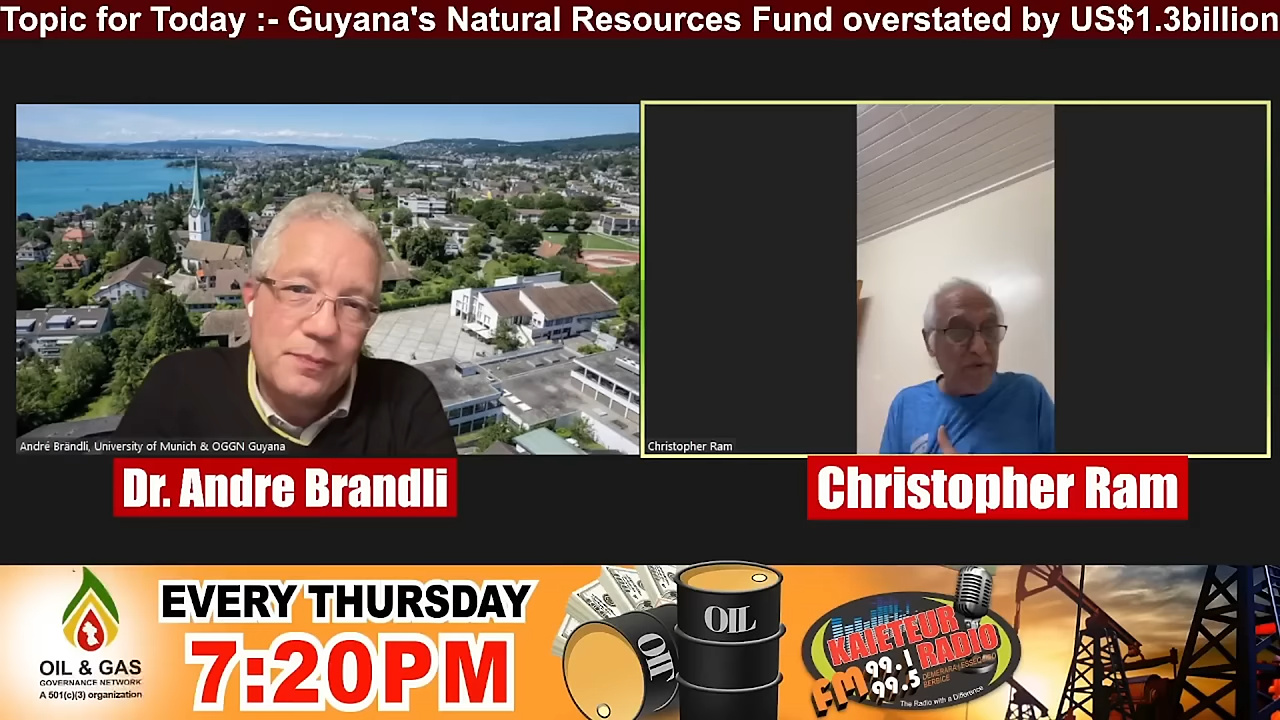 Topic for Today :- Guyana's Natural Resources Fund overstated by US$1.3billion
André Brändli, University of Munich & OGGN Guyana
Christopher Ram
Dr. Andre Brandli
Christopher Ram
OIL & GAS
GOVERNANCE NETWORK
A 501(c)(3) organization
EVERY THURSDAY
7:20PM
OIL
OIL
KAIETEUR
RADIO
FM
99.1
99.5
BERBICE
The Radio with a Difference